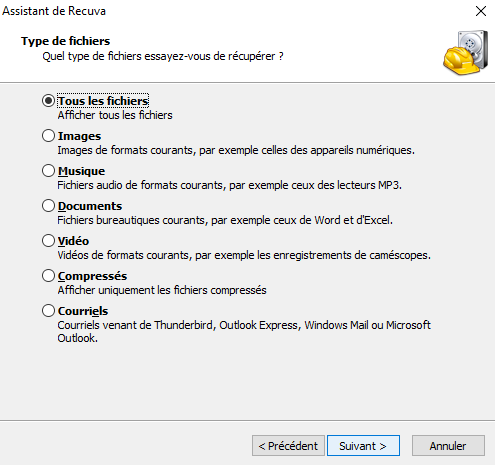 Assistant de Recuva
Type de fichiers
Quel type de fichiers essayez-vous de récupérer ?
Tous les fichiers
Afficher tous les fichiers
Images
Images de formats courants, par exemple celles des appareils numériques.
Musique
Fichiers audio de formats courants, par exemple ceux des lecteurs MP3.
Documents
Fichiers bureautiques courants, par exemple ceux de Word et d'Excel.
Vidéo
Vidéos de formats courants, par exemple les enregistrements de caméscopes.
Compressés
Afficher uniquement les fichiers compressés
Courriels
Courriels venant de Thunderbird, Outlook Express, Windows Mail ou Microsoft
Outlook.
< Précédent Suivant > Annuler